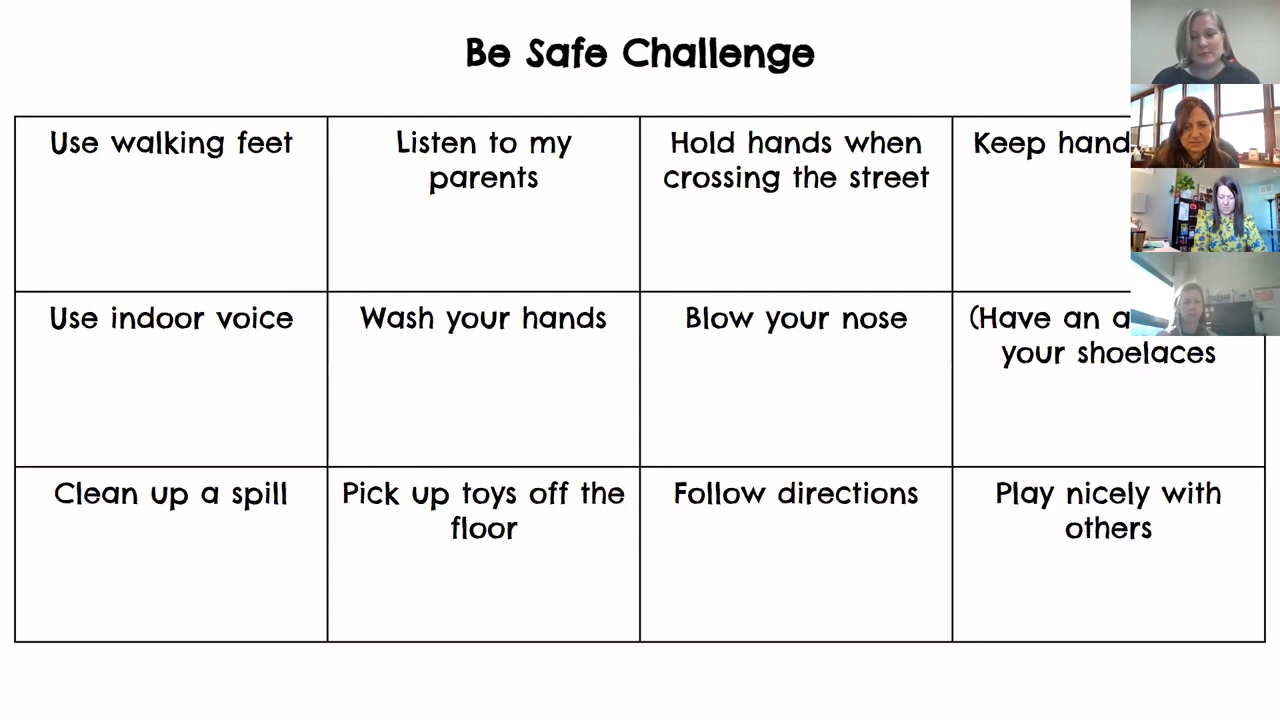 Be Safe Challenge
Use walking feet
Listen to my
parents
Hold hands when
crossing the street
Keep hand
Use indoor voice
Wash your hands
Blow your nose
(Have an a
your shoelaces
Clean up a spill
Pick up toys off the
floor
Follow directions
Play nicely with
others